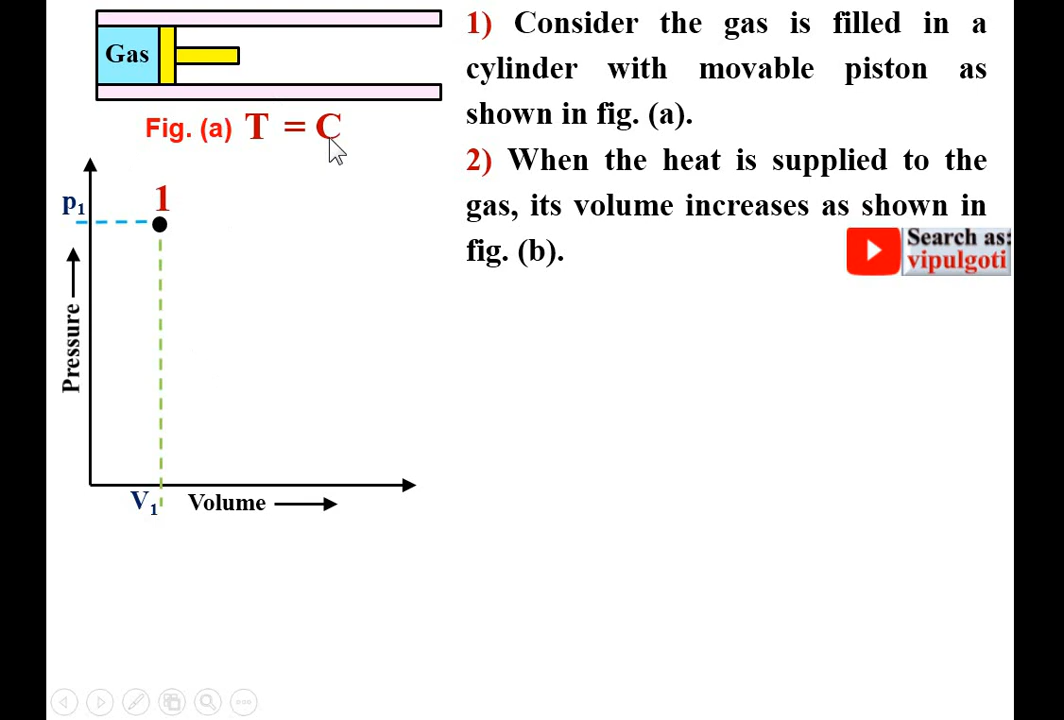 Gas
Fig. (a) T = C
p1
1
Pressure
V1
Volume
1) Consider the gas is filled in a
cylinder with movable piston as
shown in fig. (a).
2) When the heat is supplied to the
gas, its volume increases as shown in
fig. (b).
Search as:
vipulgoti